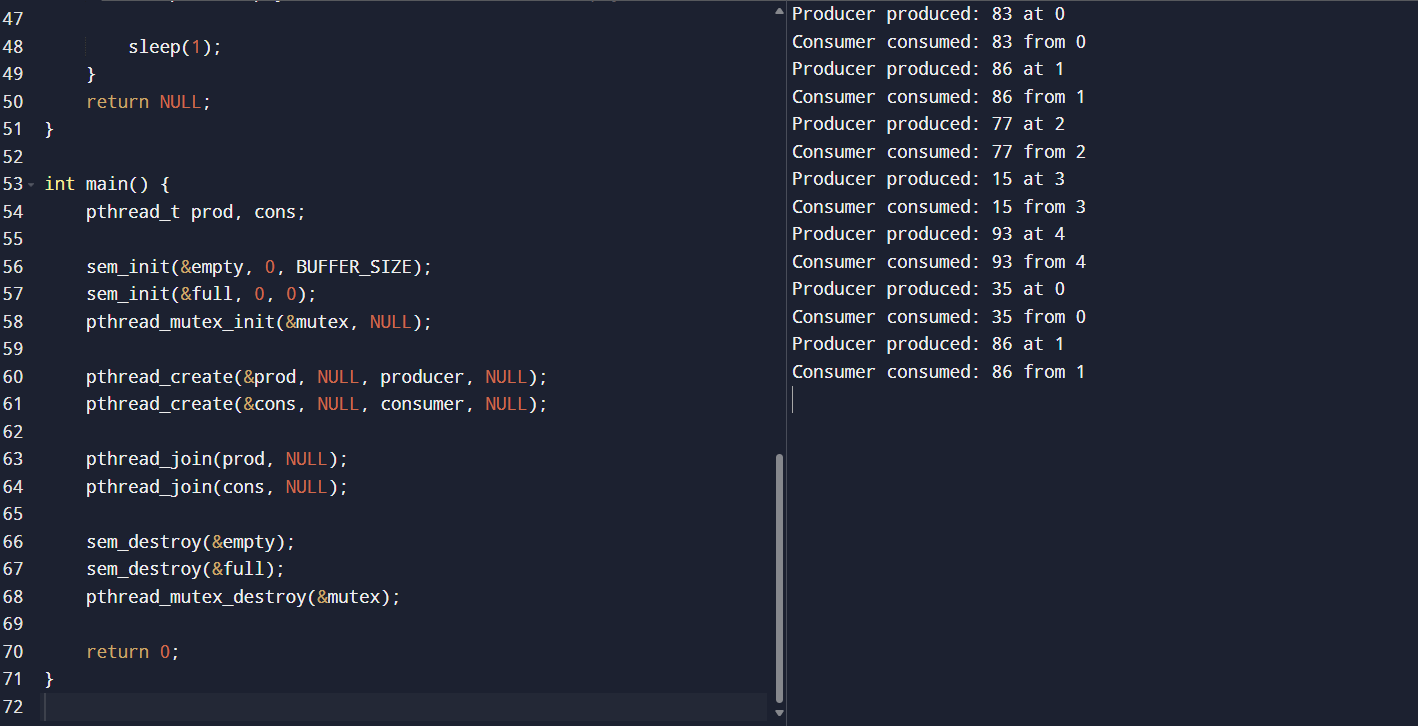 47
48 sleep(1);
49 }
50 return NULL;
51 }
52
53 int main() {
54 pthread_t prod, cons;
55
56 sem_init(&empty, 0, BUFFER_SIZE);
57 sem_init(&full, 0, 0);
58 pthread_mutex_init(&mutex, NULL);
59
60 pthread_create(&prod, NULL, producer, NULL);
61 pthread_create(&cons, NULL, consumer, NULL);
62
63 pthread_join(prod, NULL);
64 pthread_join(cons, NULL);
65
66 sem_destroy(&empty);
67 sem_destroy(&full);
68 pthread_mutex_destroy(&mutex);
69
70 return 0;
71 }
72
Producer produced: 83 at 0
Consumer consumed: 83 from 0
Producer produced: 86 at 1
Consumer consumed: 86 from 1
Producer produced: 77 at 2
Consumer consumed: 77 from 2
Producer produced: 15 at 3
Consumer consumed: 15 from 3
Producer produced: 93 at 4
Consumer consumed: 93 from 4
Producer produced: 35 at 0
Consumer consumed: 35 from 0
Producer produced: 86 at 1
Consumer consumed: 86 from 1